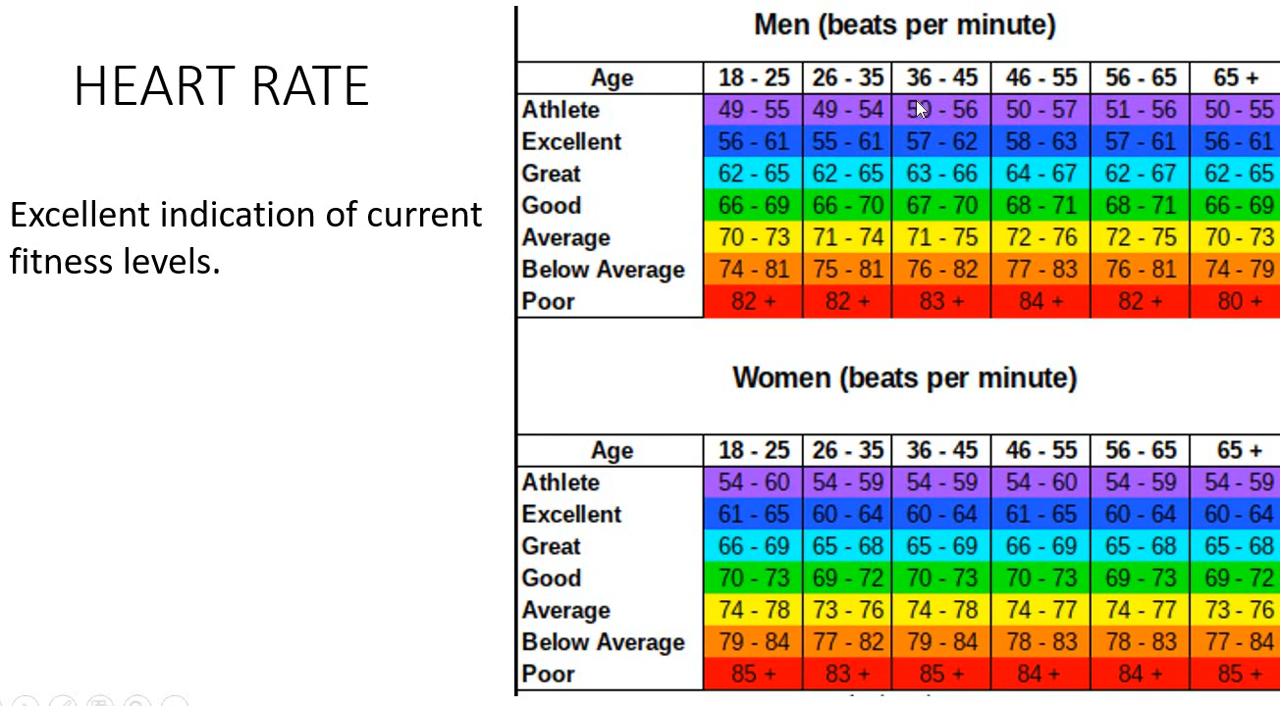 HEART RATE
Excellent indication of current
fitness levels.
Men (beats per minute)
Age 18 - 25 26 - 35 36 - 45 46 - 55 56 - 65 65 +
Athlete 49 - 55 49 - 54 50 - 56 50 - 57 51 - 56 50 - 55
Excellent 56 - 61 55 - 61 57 - 62 58 - 63 57 - 61 56 - 61
Great 62 - 65 62 - 65 63 - 66 64 - 67 62 - 67 62 - 65
Good 66 - 69 66 - 70 67 - 70 68 - 71 68 - 71 66 - 69
Average 70 - 73 71 - 74 71 - 75 72 - 76 72 - 75 70 - 73
Below Average 74 - 81 75 - 81 76 - 82 77 - 83 76 - 81 74 - 79
Poor 82 + 82 + 83 + 84 + 82 + 80 +
Women (beats per minute)
Age 18 - 25 26 - 35 36 - 45 46 - 55 56 - 65 65 +
Athlete 54 - 60 54 - 59 54 - 59 54 - 60 54 - 59 54 - 59
Excellent 61 - 65 60 - 64 60 - 64 61 - 65 60 - 64 60 - 64
Great 66 - 69 65 - 68 65 - 69 66 - 69 65 - 68 65 - 68
Good 70 - 73 69 - 72 70 - 73 70 - 73 69 - 73 69 - 72
Average 74 - 78 73 - 76 74 - 78 74 - 77 74 - 77 73 - 76
Below Average 79 - 84 77 - 82 79 - 84 78 - 83 78 - 83 77 - 84
Poor 85 + 83 + 85 + 84 + 84 + 85 +